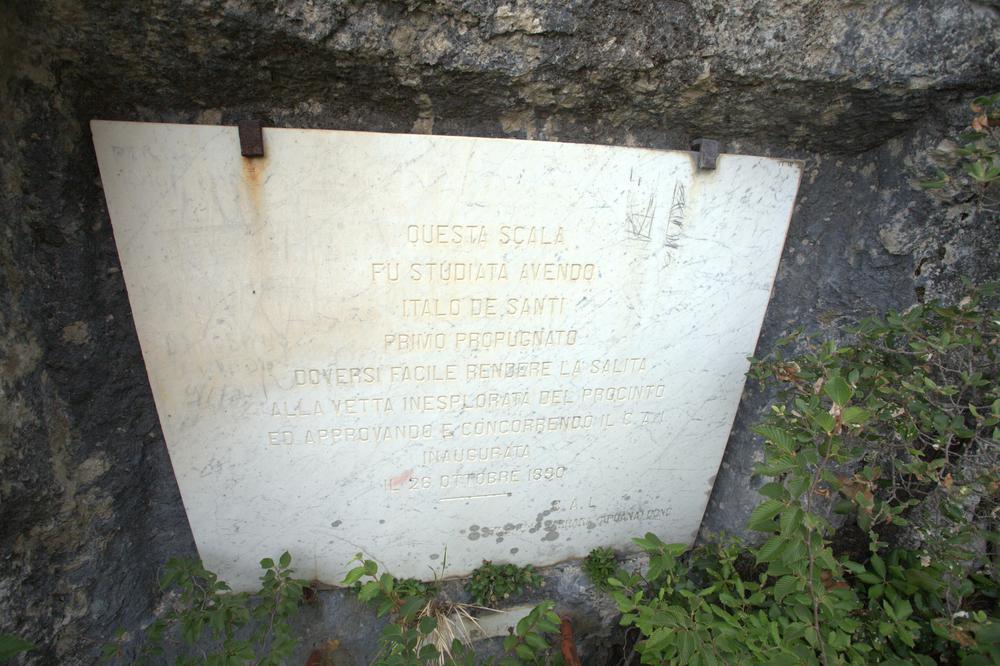 QUESTA SCALA
FU STUDIATA AVENDO
ITALO DE SANTI
PRIMO PROPUGNATO
DOVERSI FACILE RENDERE LA SALITA
ALLA VETTA INESPLORATA DEL PROCINTO
ED APPROVANDO E CONCORRENDO IL C. A. I.
INAUGURATA
IL 26 OTTOBRE 1890